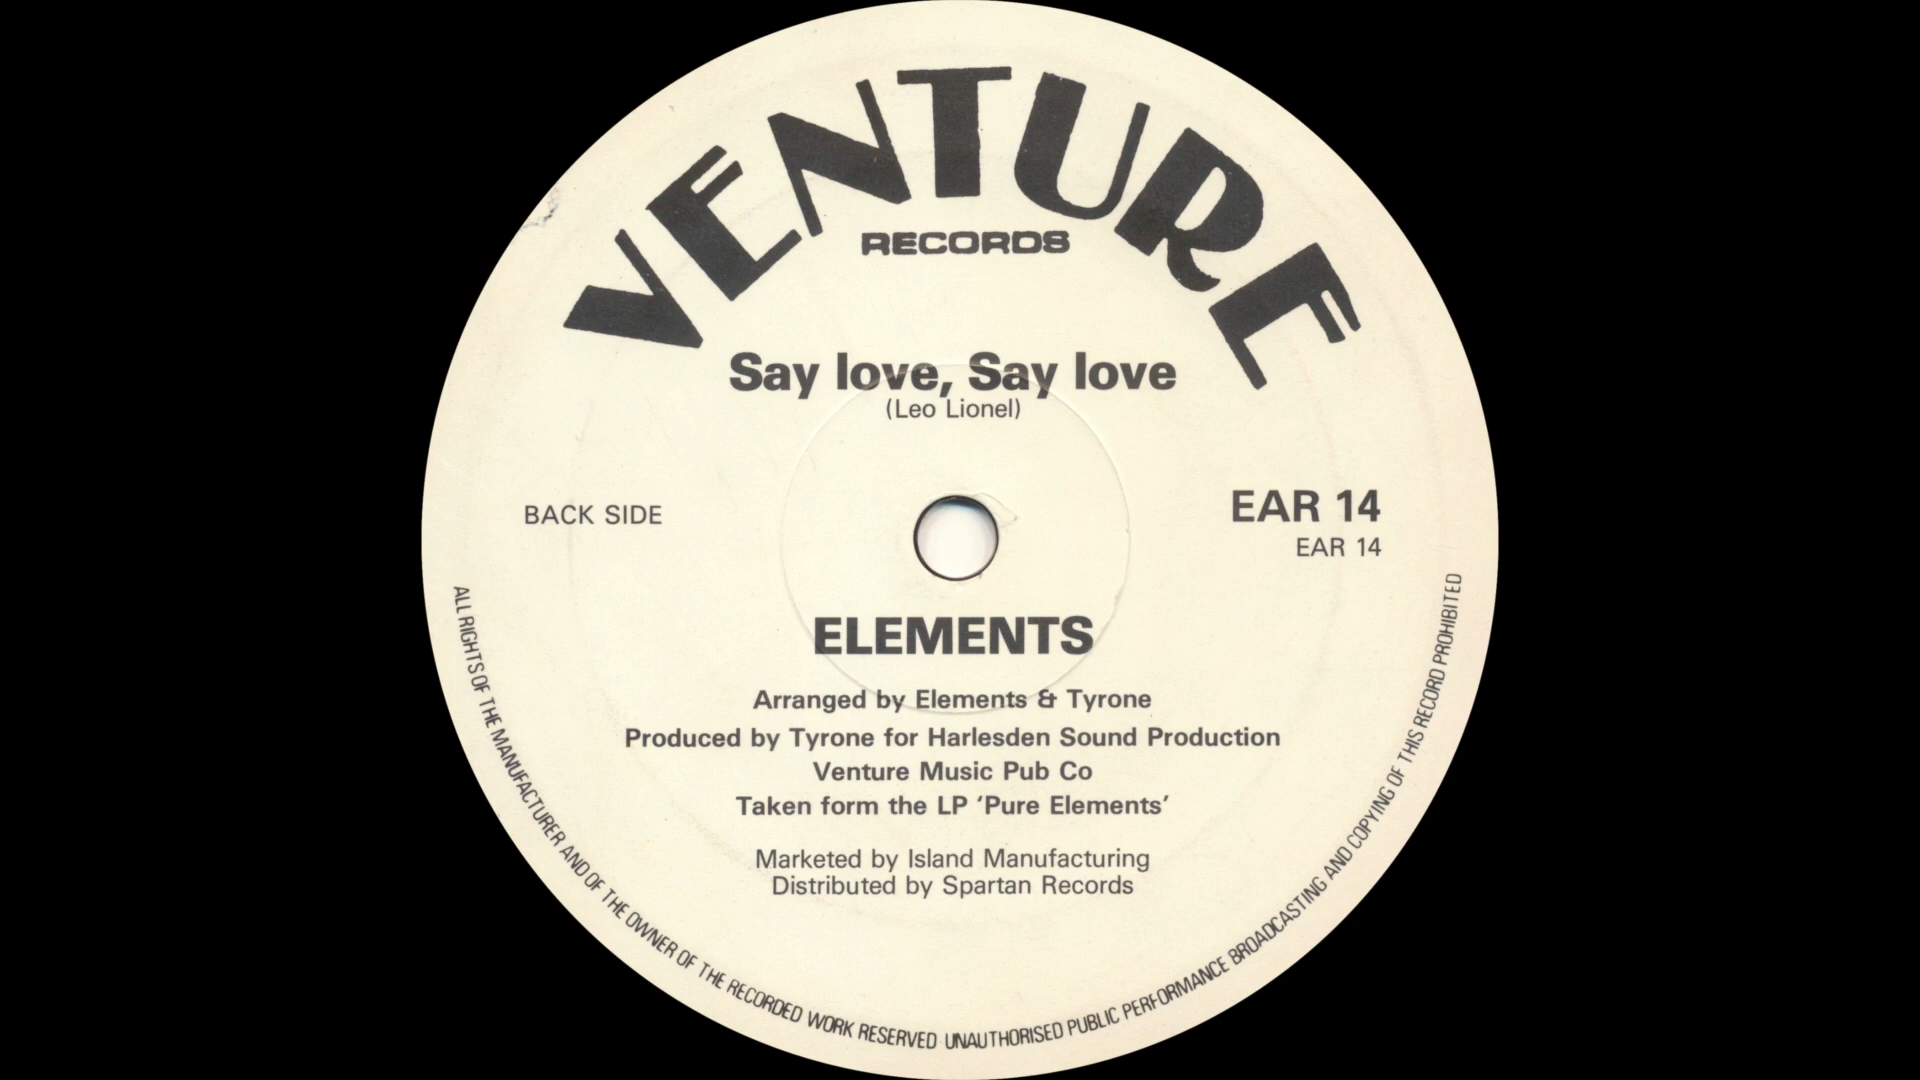 VENTURE
RECORDS
Say love, Say love
(Leo Lionel)
BACK SIDE
EAR 14
EAR 14
ELEMENTS
Arranged by Elements & Tyrone
Produced by Tyrone for Harlesden Sound Production
Venture Music Pub Co
Taken form the LP ‘Pure Elements’
Marketed by Island Manufacturing
Distributed by Spartan Records
ALL RIGHTS OF THE MANUFACTURER AND OF THE OWNER OF THE RECORDED WORK RESERVED UNAUTHORISED PUBLIC PERFORMANCE BROADCASTING AND COPYING OF THIS RECORD PROHIBITED